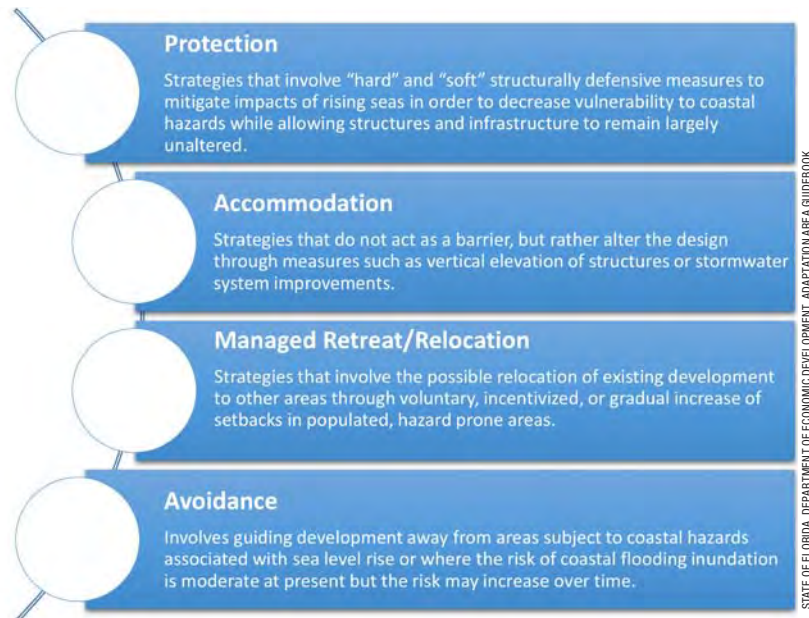 Protection
Strategies that involve “hard” and “soft” structurally defensive measures to
mitigate impacts of rising seas in order to decrease vulnerability to coastal
hazards while allowing structures and infrastructure to remain largely
unaltered.
Accommodation
Strategies that do not act as a barrier, but rather alter the design
through measures such as vertical elevation of structures or stormwater
system improvements.
Managed Retreat/Relocation
Strategies that involve the possible relocation of existing development
to other areas through voluntary, incentivized, or gradual increase of
setbacks in populated, hazard prone areas.
Avoidance
Involves guiding development away from areas subject to coastal hazards
associated with sea level rise or where the risk of coastal flooding inundation
is moderate at present but the risk may increase over time.
STATE OF FLORIDA, DEPARTMENT OF ECONOMIC DEVELOPMENT, ADAPTATION AREA GUIDEBOOK